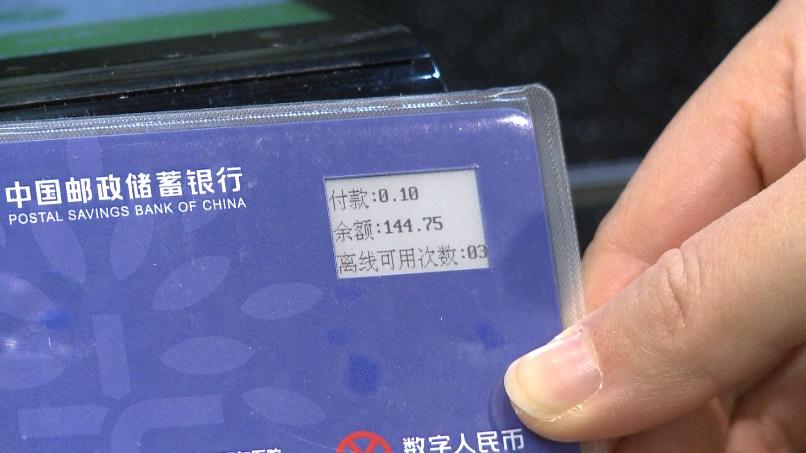 中国邮政储蓄银行
POSTAL SAVINGS BANK OF CHINA
付款:0.10
余额:144.75
离线可用次数:03
数字人民币